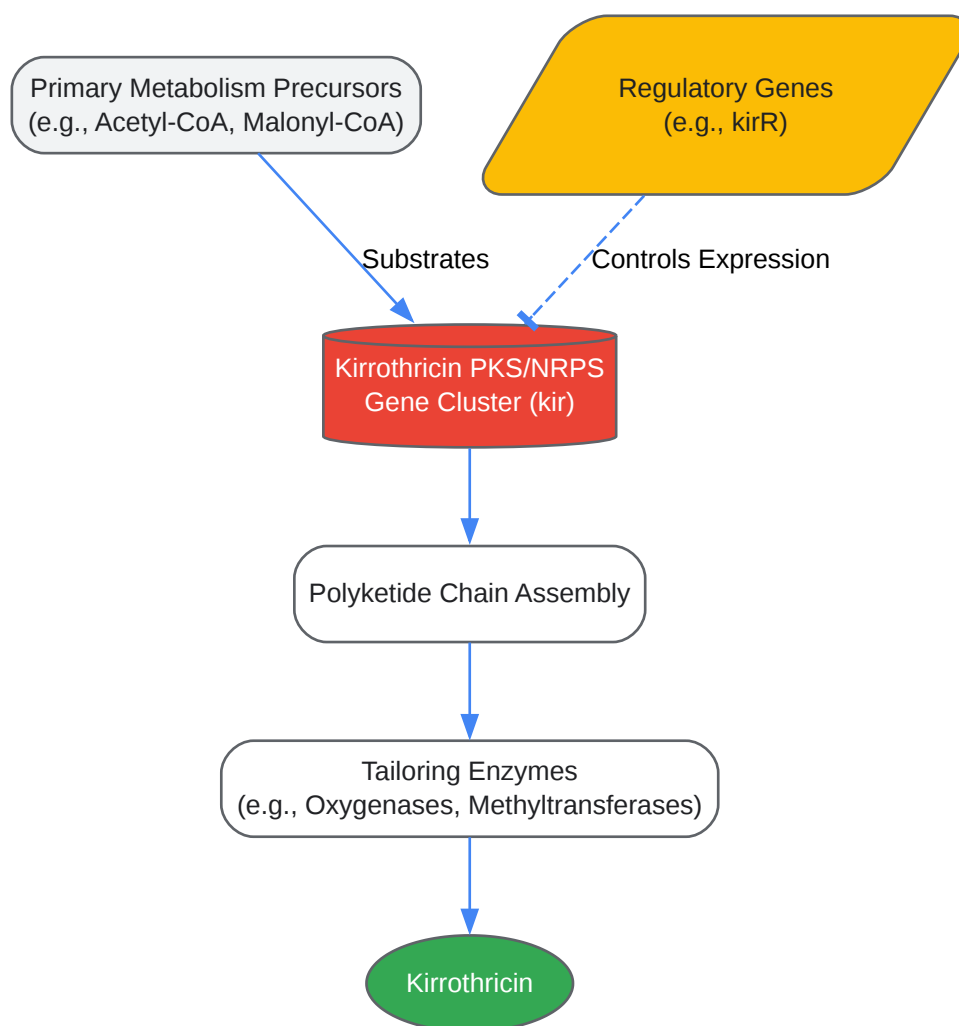 Primary Metabolism Precursors
(e.g., Acetyl-CoA, Malonyl-CoA)
Regulatory Genes
(e.g., kirR)
Substrates
Controls Expression
Kirrothricin PKS/NRPS
Gene Cluster (kir)
Polyketide Chain Assembly
Tailoring Enzymes
(e.g., Oxygenases, Methyltransferases)
Kirrothricin